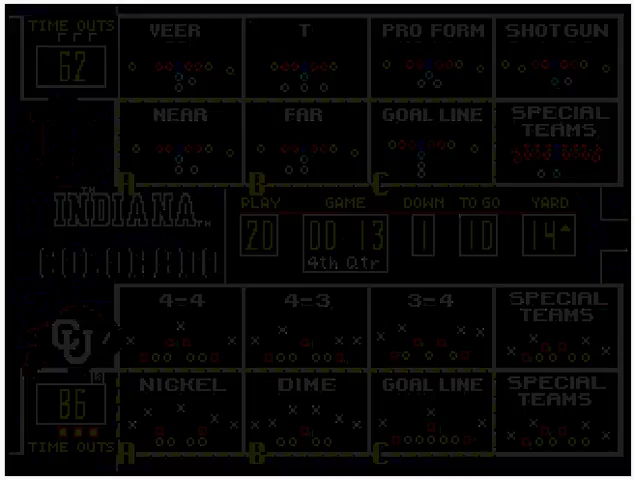 TIME OUTS
62
VEER
T
PRO FORM
SHOTGUN
NEAR
FAR
GOAL LINE
SPECIAL
TEAMS
A
B
C
INDIANA
TM
COLORADO
PLAY
GAME
DOWN
TO GO
YARD
20
00:13
1
10
14
4th Qtr
4-4
4-3
3-4
SPECIAL
TEAMS
CU
86
TIME OUTS
NICKEL
DIME
GOAL LINE
SPECIAL
TEAMS
A
B
C